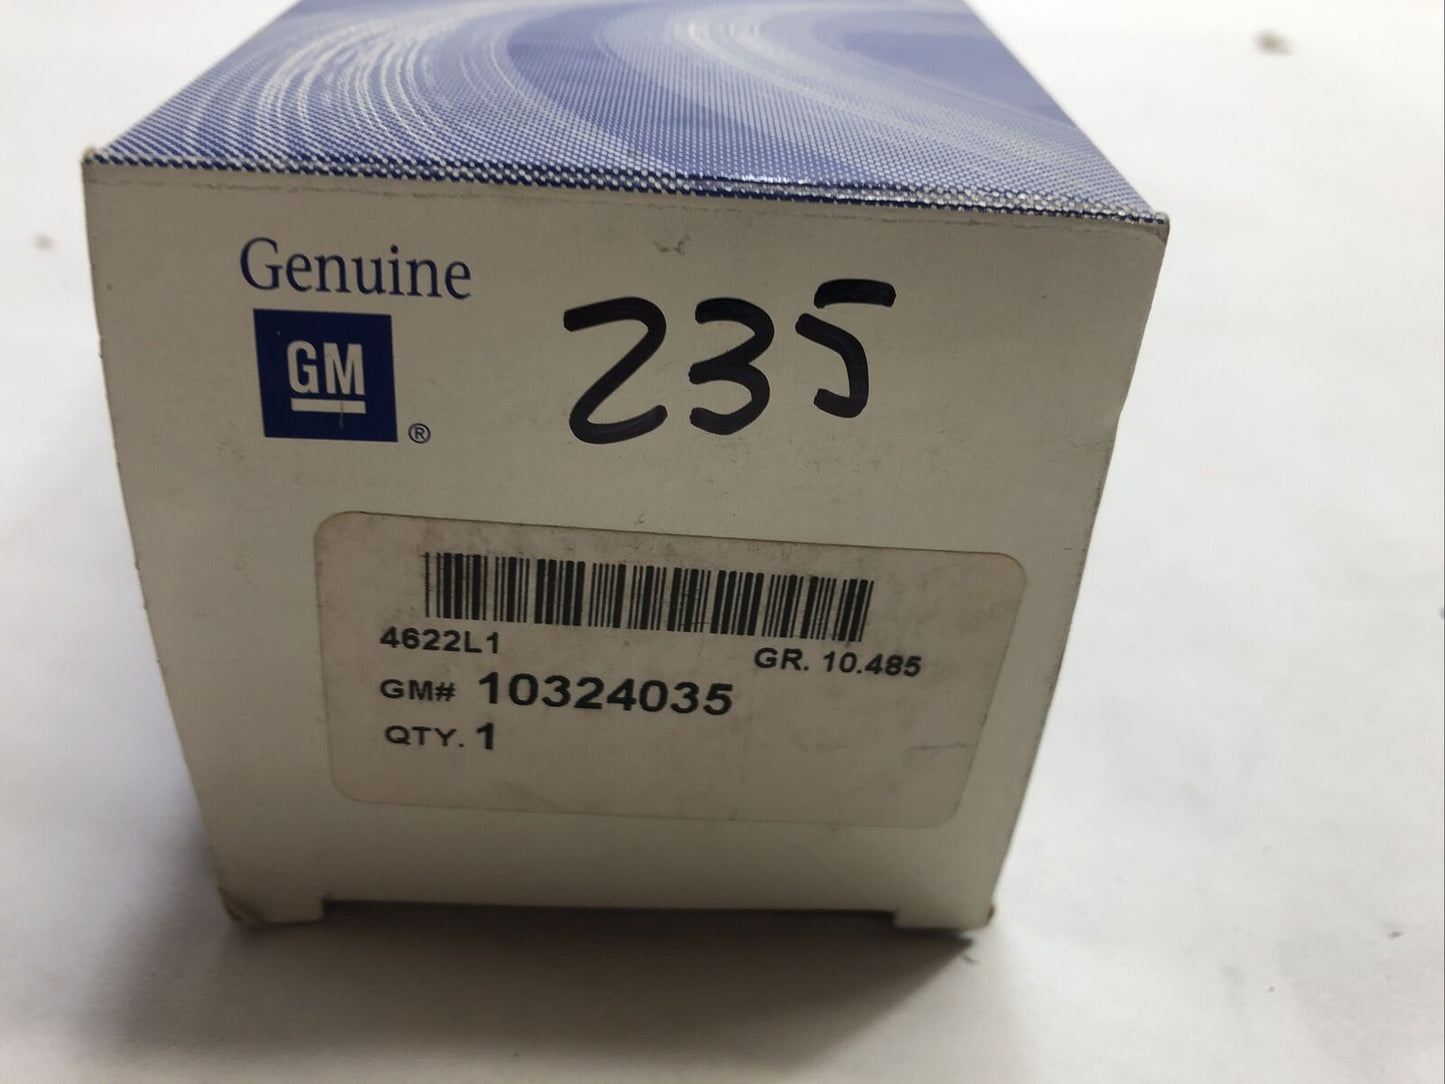 Genuine
GM ®
235
4622L1
GR. 10.485
GM# 10324035
QTY. 1